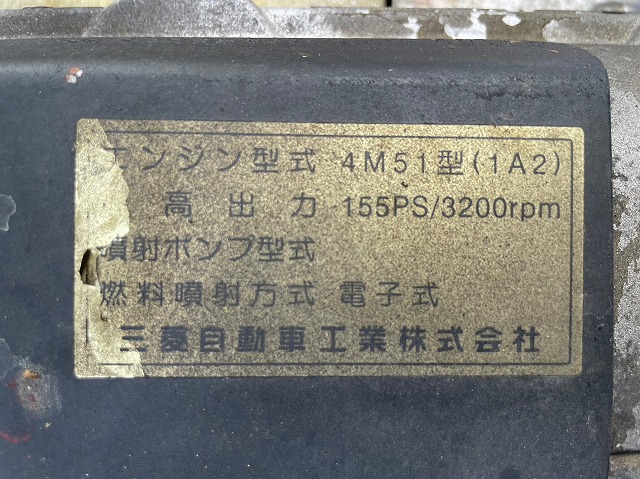 エンジン型式 4M51型(1A2)
高出力 155PS/3200rpm
噴射ポンプ型式
燃料噴射方式 電子式
三菱自動車工業株式会社